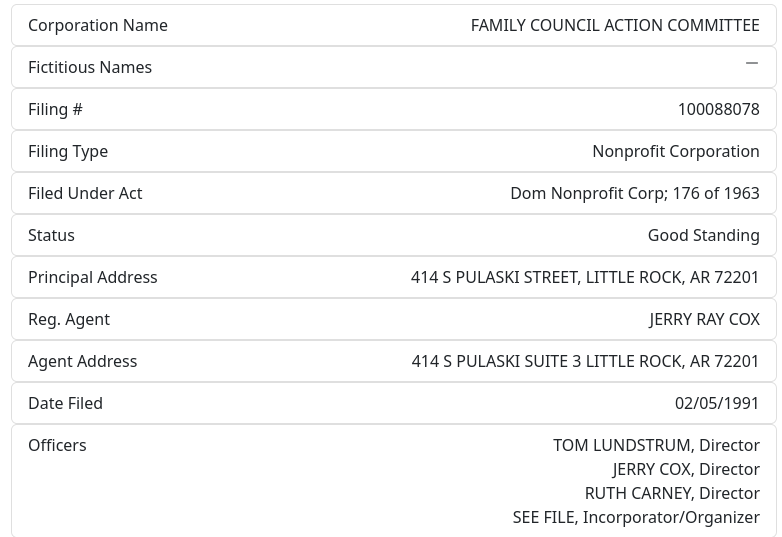 Corporation Name FAMILY COUNCIL ACTION COMMITTEE
Fictitious Names —
Filing # 100088078
Filing Type Nonprofit Corporation
Filed Under Act Dom Nonprofit Corp; 176 of 1963
Status Good Standing
Principal Address 414 S PULASKI STREET, LITTLE ROCK, AR 72201
Reg. Agent JERRY RAY COX
Agent Address 414 S PULASKI SUITE 3 LITTLE ROCK, AR 72201
Date Filed 02/05/1991
Officers TOM LUNDSTRUM, Director
JERRY COX, Director
RUTH CARNEY, Director
SEE FILE, Incorporator/Organizer